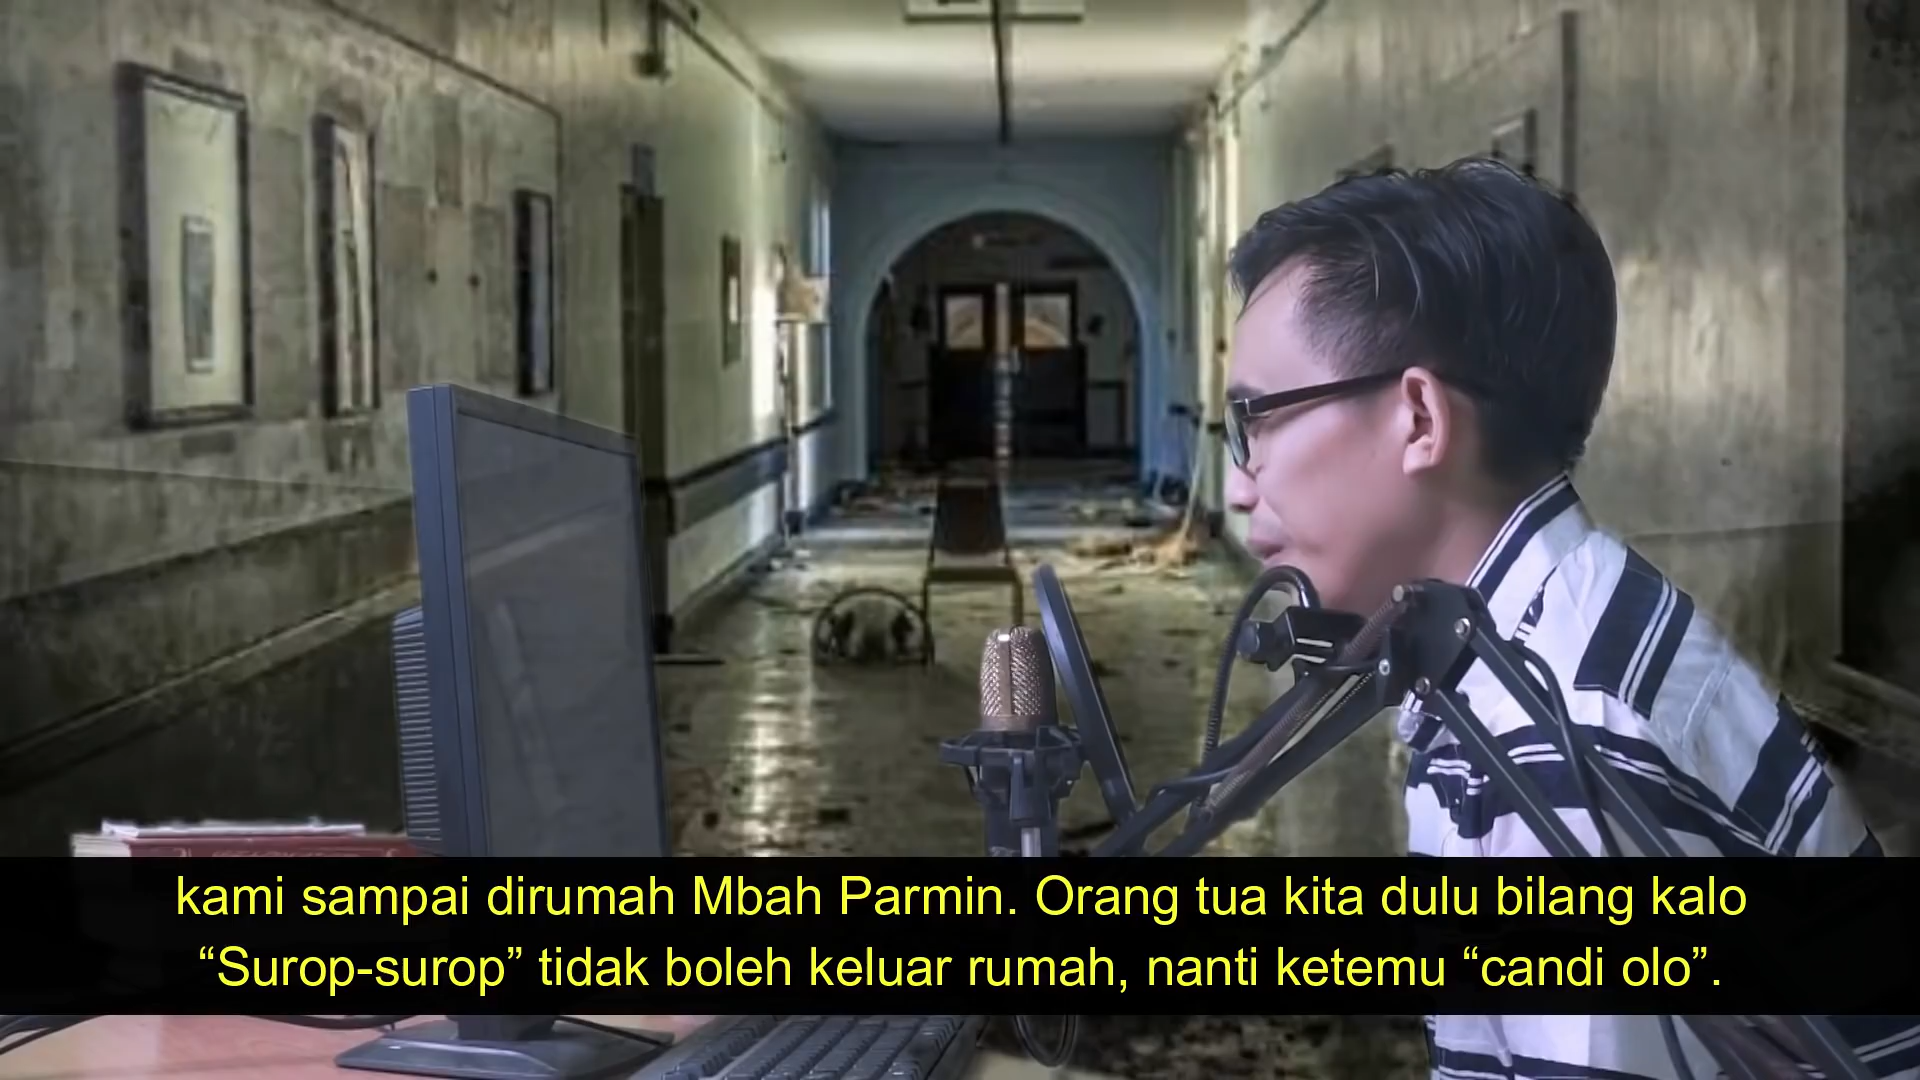 kami sampai dirumah Mbah Parmin. Orang tua kita dulu bilang kalo
“Surop-surop” tidak boleh keluar rumah, nanti ketemu “candi olo”.